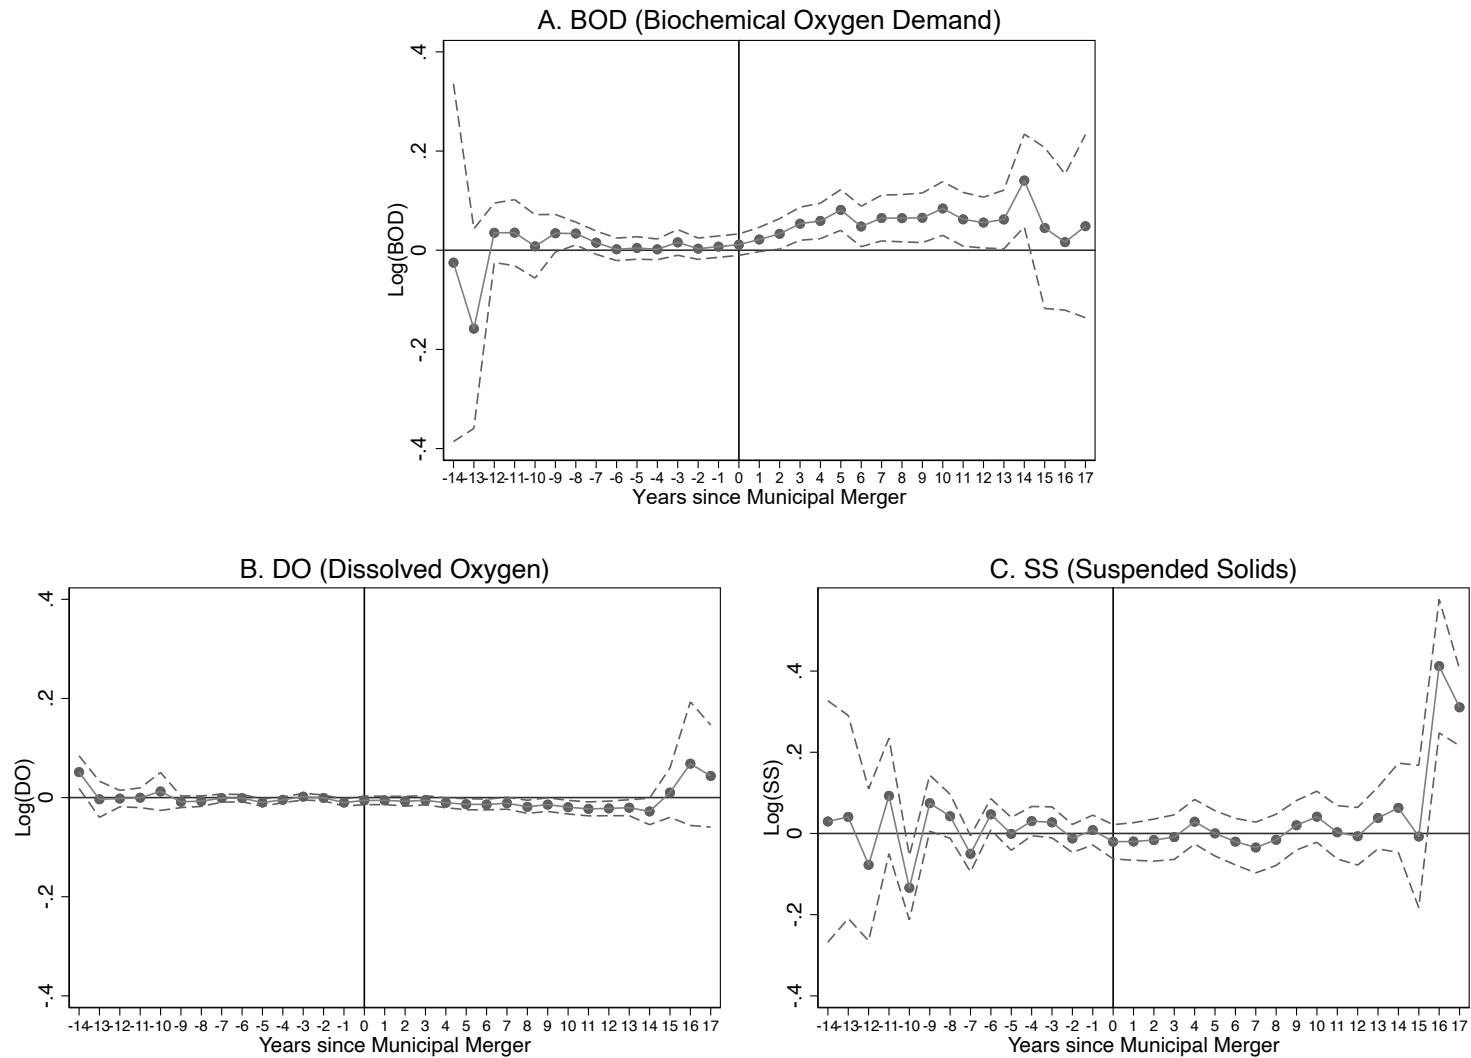 A. BOD (Biochemical Oxygen Demand)
Log(BOD)
.4
.2
0
-.2
-.4
-14 -13 -12 -11 -10 -9 -8 -7 -6 -5 -4 -3 -2 -1 0 1 2 3 4 5 6 7 8 9 10 11 12 13 14 15 16 17
Years since Municipal Merger
B. DO (Dissolved Oxygen)
Log(DO)
.4
.2
0
-.2
-.4
-14 -13 -12 -11 -10 -9 -8 -7 -6 -5 -4 -3 -2 -1 0 1 2 3 4 5 6 7 8 9 10 11 12 13 14 15 16 17
Years since Municipal Merger
C. SS (Suspended Solids)
Log(SS)
.4
.2
0
-.2
-.4
-14 -13 -12 -11 -10 -9 -8 -7 -6 -5 -4 -3 -2 -1 0 1 2 3 4 5 6 7 8 9 10 11 12 13 14 15 16 17
Years since Municipal Merger